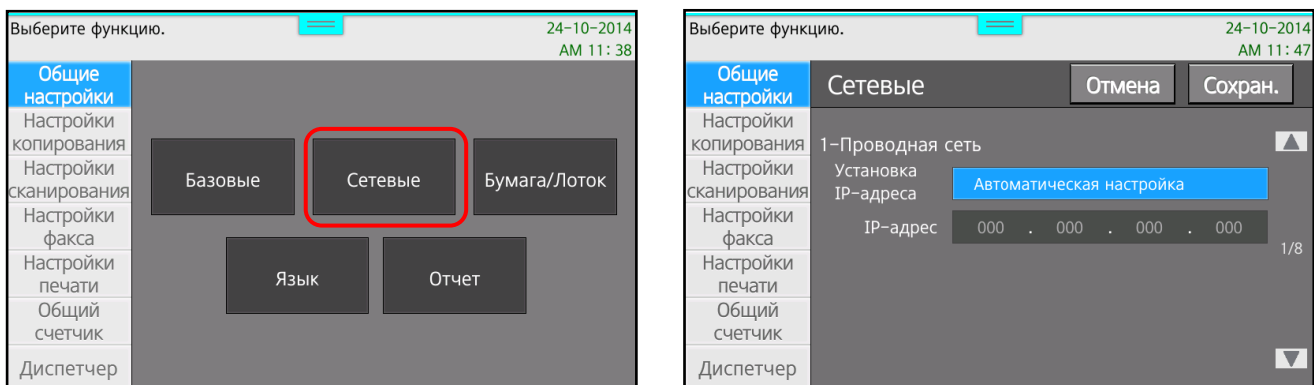 Выберите функцию.
24-10-2014
AM 11:38
Общие
настройки
Настройки
копирования
Настройки
сканирования
Настройки
факса
Настройки
печати
Общий
счетчик
Диспетчер
Базовые
Сетевые
Бумага/Лоток
Язык
Отчет
Выберите функцию.
24-10-2014
AM 11:47
Общие
настройки
Настройки
копирования
Настройки
сканирования
Настройки
факса
Настройки
печати
Общий
счетчик
Диспетчер
Сетевые
Отмена
Сохран.
1-Проводная сеть
Установка
IP-адреса
Автоматическая настройка
IP-адрес 000 . 000 . 000 . 000
1/8